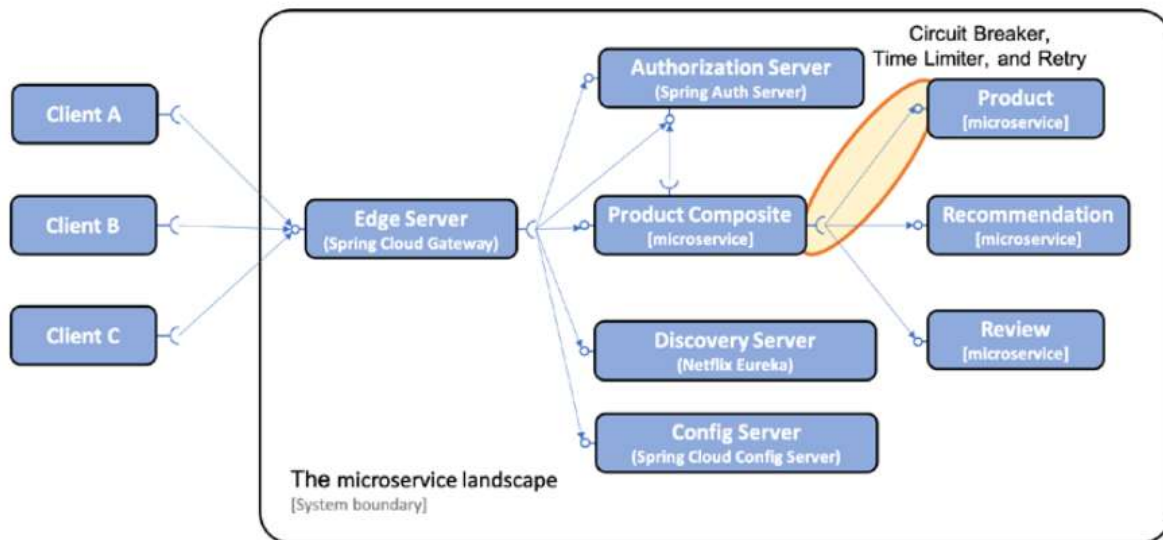 Circuit Breaker,
Time Limiter, and Retry
Authorization Server
(Spring Auth Server)
Product
[microservice]
Client A
Client B
Edge Server
(Spring Cloud Gateway)
Product Composite
[microservice]
Recommendation
[microservice]
Client C
Discovery Server
(Netflix Eureka)
Review
[microservice]
Config Server
(Spring Cloud Config Server)
The microservice landscape
[System boundary]